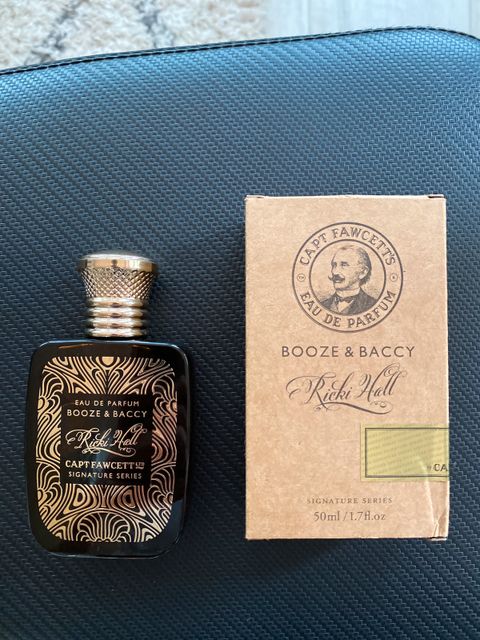 EAU DE PARFUM
BOOZE & BACCY
Ricki Hall
CAPT FAWCETT LTD
SIGNATURE SERIES
CAPT FAWCETT'S
EAU DE PARFUM
BOOZE & BACCY
Ricki Hall
CA
SIGNATURE SERIES
50ml/1.7fl.oz